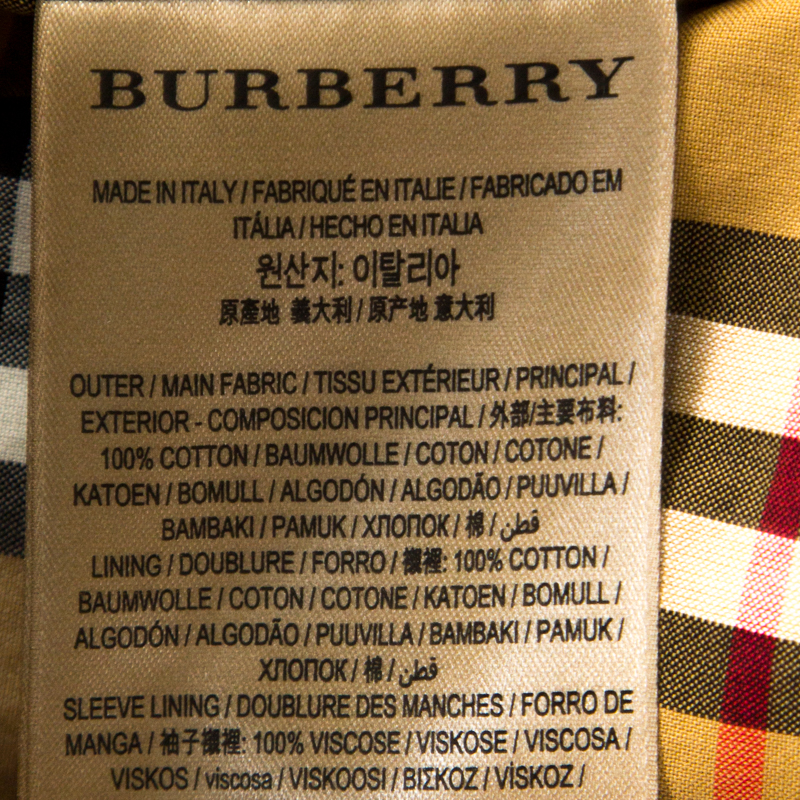 BURBERRY
MADE IN ITALY / FABRIQUÉ EN ITALIE / FABRICADO EM
ITÁLIA / HECHO EN ITALIA
원산지: 이탈리아
原產地 義大利 / 原产地 意大利
OUTER / MAIN FABRIC / TISSU EXTÉRIEUR / PRINCIPAL /
EXTERIOR - COMPOSICION PRINCIPAL / 外部/主要布料:
100% COTTON / BAUMWOLLE / COTON / COTONE /
KATOEN / BOMULL / ALGODÓN / ALGODÃO / PUUVILLA /
BAMBAKI / PAMUK / ХЛОПОК / 棉 / قطن
LINING / DOUBLURE / FORRO / 襯裡: 100% COTTON /
BAUMWOLLE / COTON / COTONE / KATOEN / BOMULL /
ALGODÓN / ALGODÃO / PUUVILLA / BAMBAKI / PAMUK /
ХЛОПОК / 棉 / قطن
SLEEVE LINING / DOUBLURE DES MANCHES / FORRO DE
MANGA / 袖子襯裡: 100% VISCOSE / VISKOSE / VISCOSA /
VISKOS / viscosa / VISKOOSI / ΒΙΣΚΟΖ / VİSKOZ /